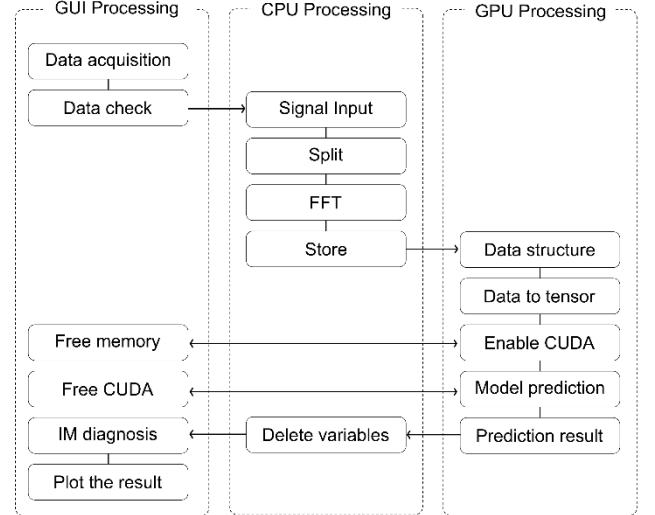 GUI Processing
CPU Processing
GPU Processing
Data acquisition
Data check
Signal Input
Split
FFT
Store
Data structure
Data to tensor
Free memory
Enable CUDA
Free CUDA
Model prediction
IM diagnosis
Delete variables
Prediction result
Plot the result